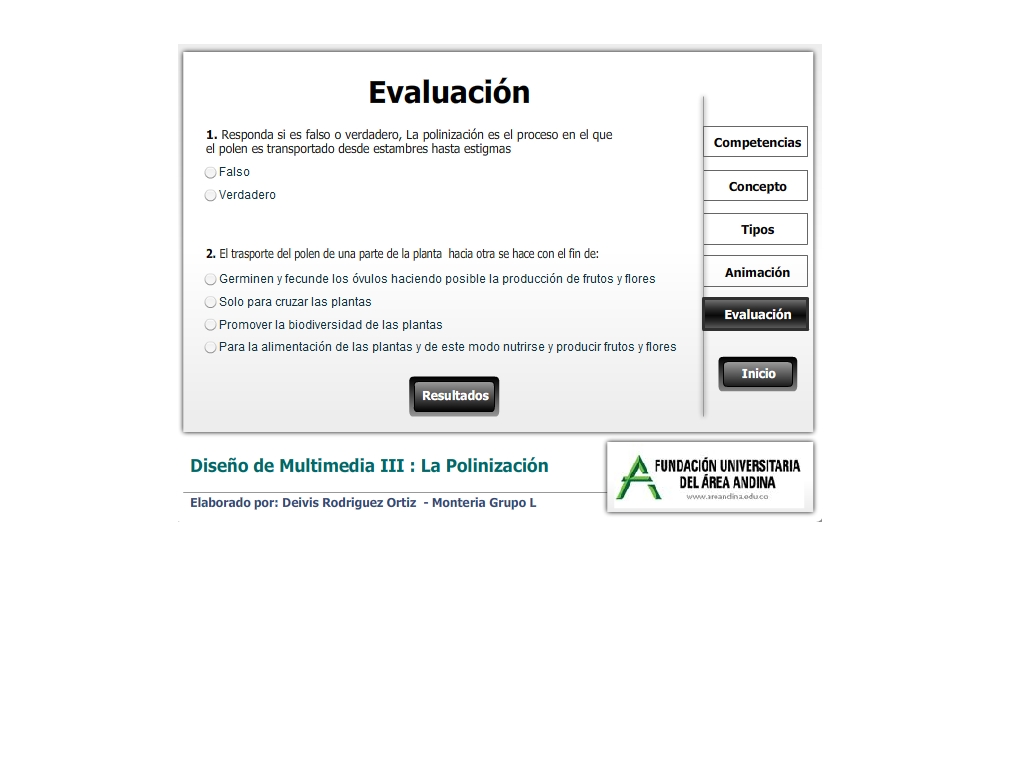 Evaluación
1. Responda si es falso o verdadero, La polinización es el proceso en el que
el polen es transportado desde estambres hasta estigmas
Falso
Verdadero
2. El trasporte del polen de una parte de la planta hacia otra se hace con el fin de:
Germinen y fecunde los óvulos haciendo posible la producción de frutos y flores
Solo para cruzar las plantas
Promover la biodiversidad de las plantas
Para la alimentación de las plantas y de este modo nutrirse y producir frutos y flores
Resultados
Competencias
Concepto
Tipos
Animación
Evaluación
Inicio
Diseño de Multimedia III : La Polinización
Elaborado por: Deivis Rodriguez Ortiz - Monteria Grupo L
FUNDACIÓN UNIVERSITARIA
DEL ÁREA ANDINA
www.areandina.edu.co